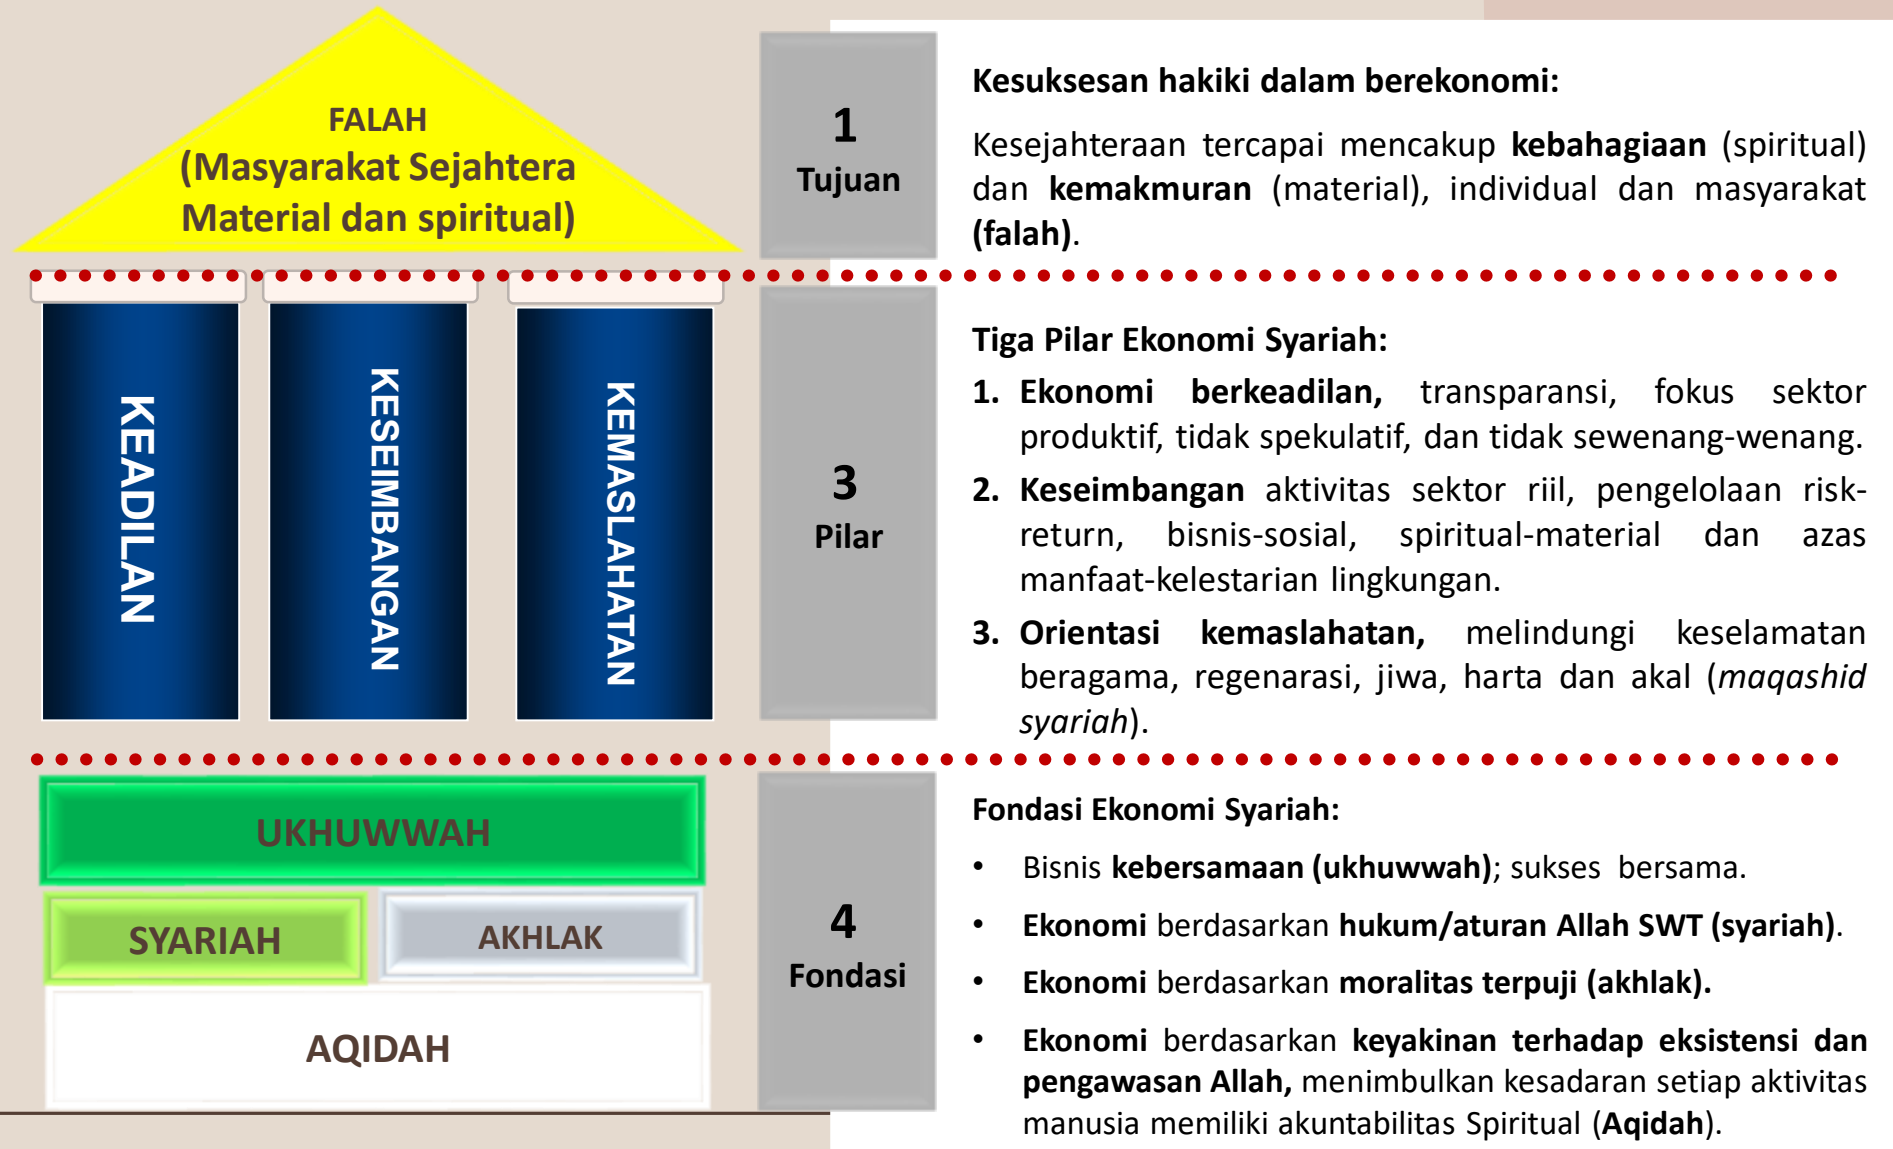 FALAH
(Masyarakat Sejahtera
Material dan spiritual)
1
Tujuan
Kesuksesan hakiki dalam berekonomi:
Kesejahteraan tercapai mencakup kebahagiaan (spiritual)
dan kemakmuran (material), individual dan masyarakat
(falah).
KEADILAN
KESEIMBANGAN
KEMASLAHATAN
3
Pilar
Tiga Pilar Ekonomi Syariah:
1. Ekonomi berkeadilan, transparansi, fokus sektor
produktif, tidak spekulatif, dan tidak sewenang-wenang.
2. Keseimbangan aktivitas sektor riil, pengelolaan risk-
return, bisnis-sosial, spiritual-material dan azas
manfaat-kelestarian lingkungan.
3. Orientasi kemaslahatan, melindungi keselamatan
beragama, regenarasi, jiwa, harta dan akal (maqashid
syariah).
UKHUWWAH
SYARIAH
AKHLAK
AQIDAH
4
Fondasi
Fondasi Ekonomi Syariah:
• Bisnis kebersamaan (ukhuwwah); sukses bersama.
• Ekonomi berdasarkan hukum/aturan Allah SWT (syariah).
• Ekonomi berdasarkan moralitas terpuji (akhlak).
• Ekonomi berdasarkan keyakinan terhadap eksistensi dan
pengawasan Allah, menimbulkan kesadaran setiap aktivitas
manusia memiliki akuntabilitas Spiritual (Aqidah).